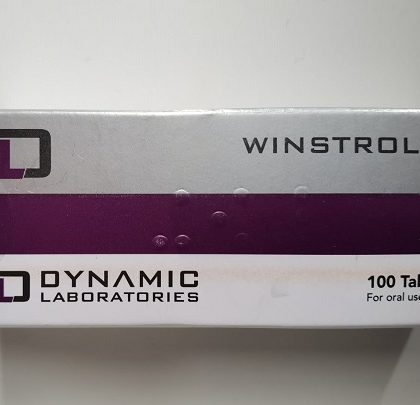 WINSTROL
DYNAMIC
LABORATORIES
100 Tab
For oral use